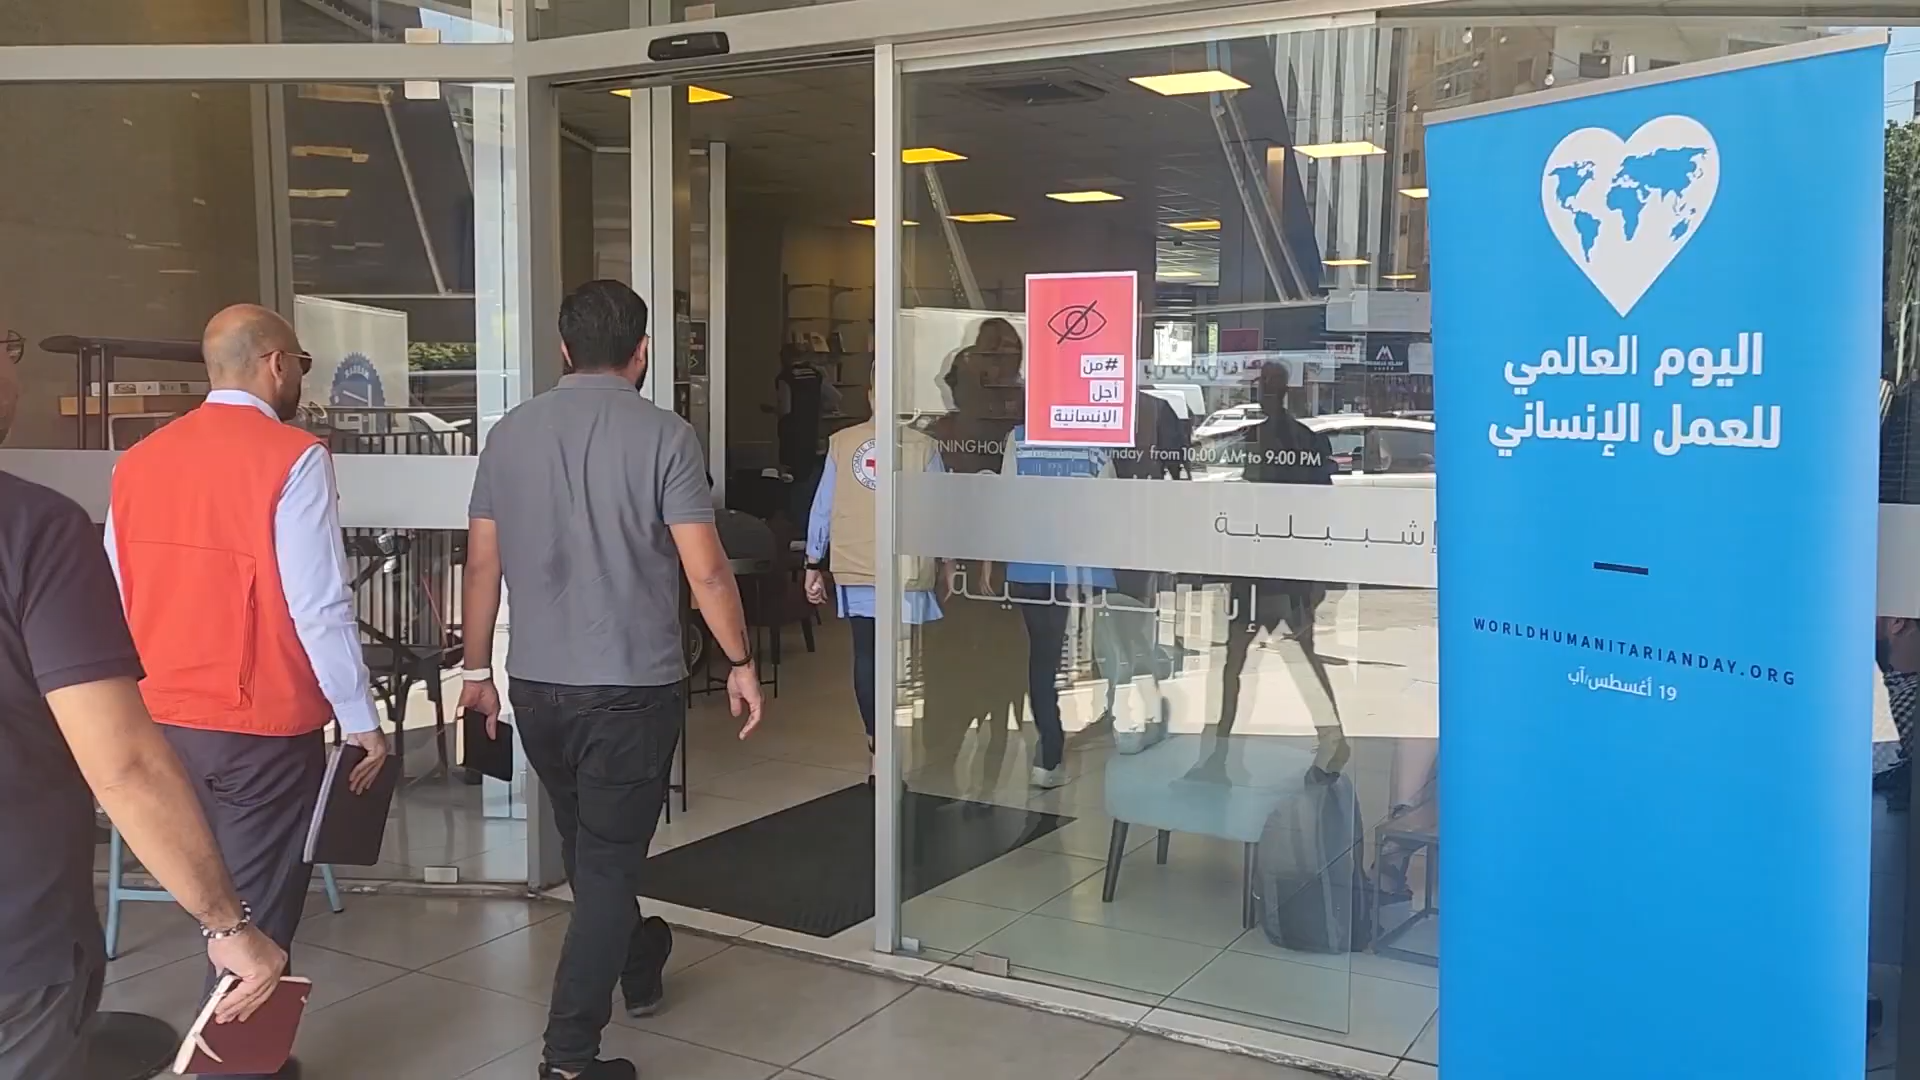 اليوم العالمي
للعمل الإنساني
WORLDHUMANITARIANDAY.ORG
19 أغسطس/آب
#من
أجل
الإنسانية
from 10:00 AM to 9:00 PM
إشبيلية
إشبيلية